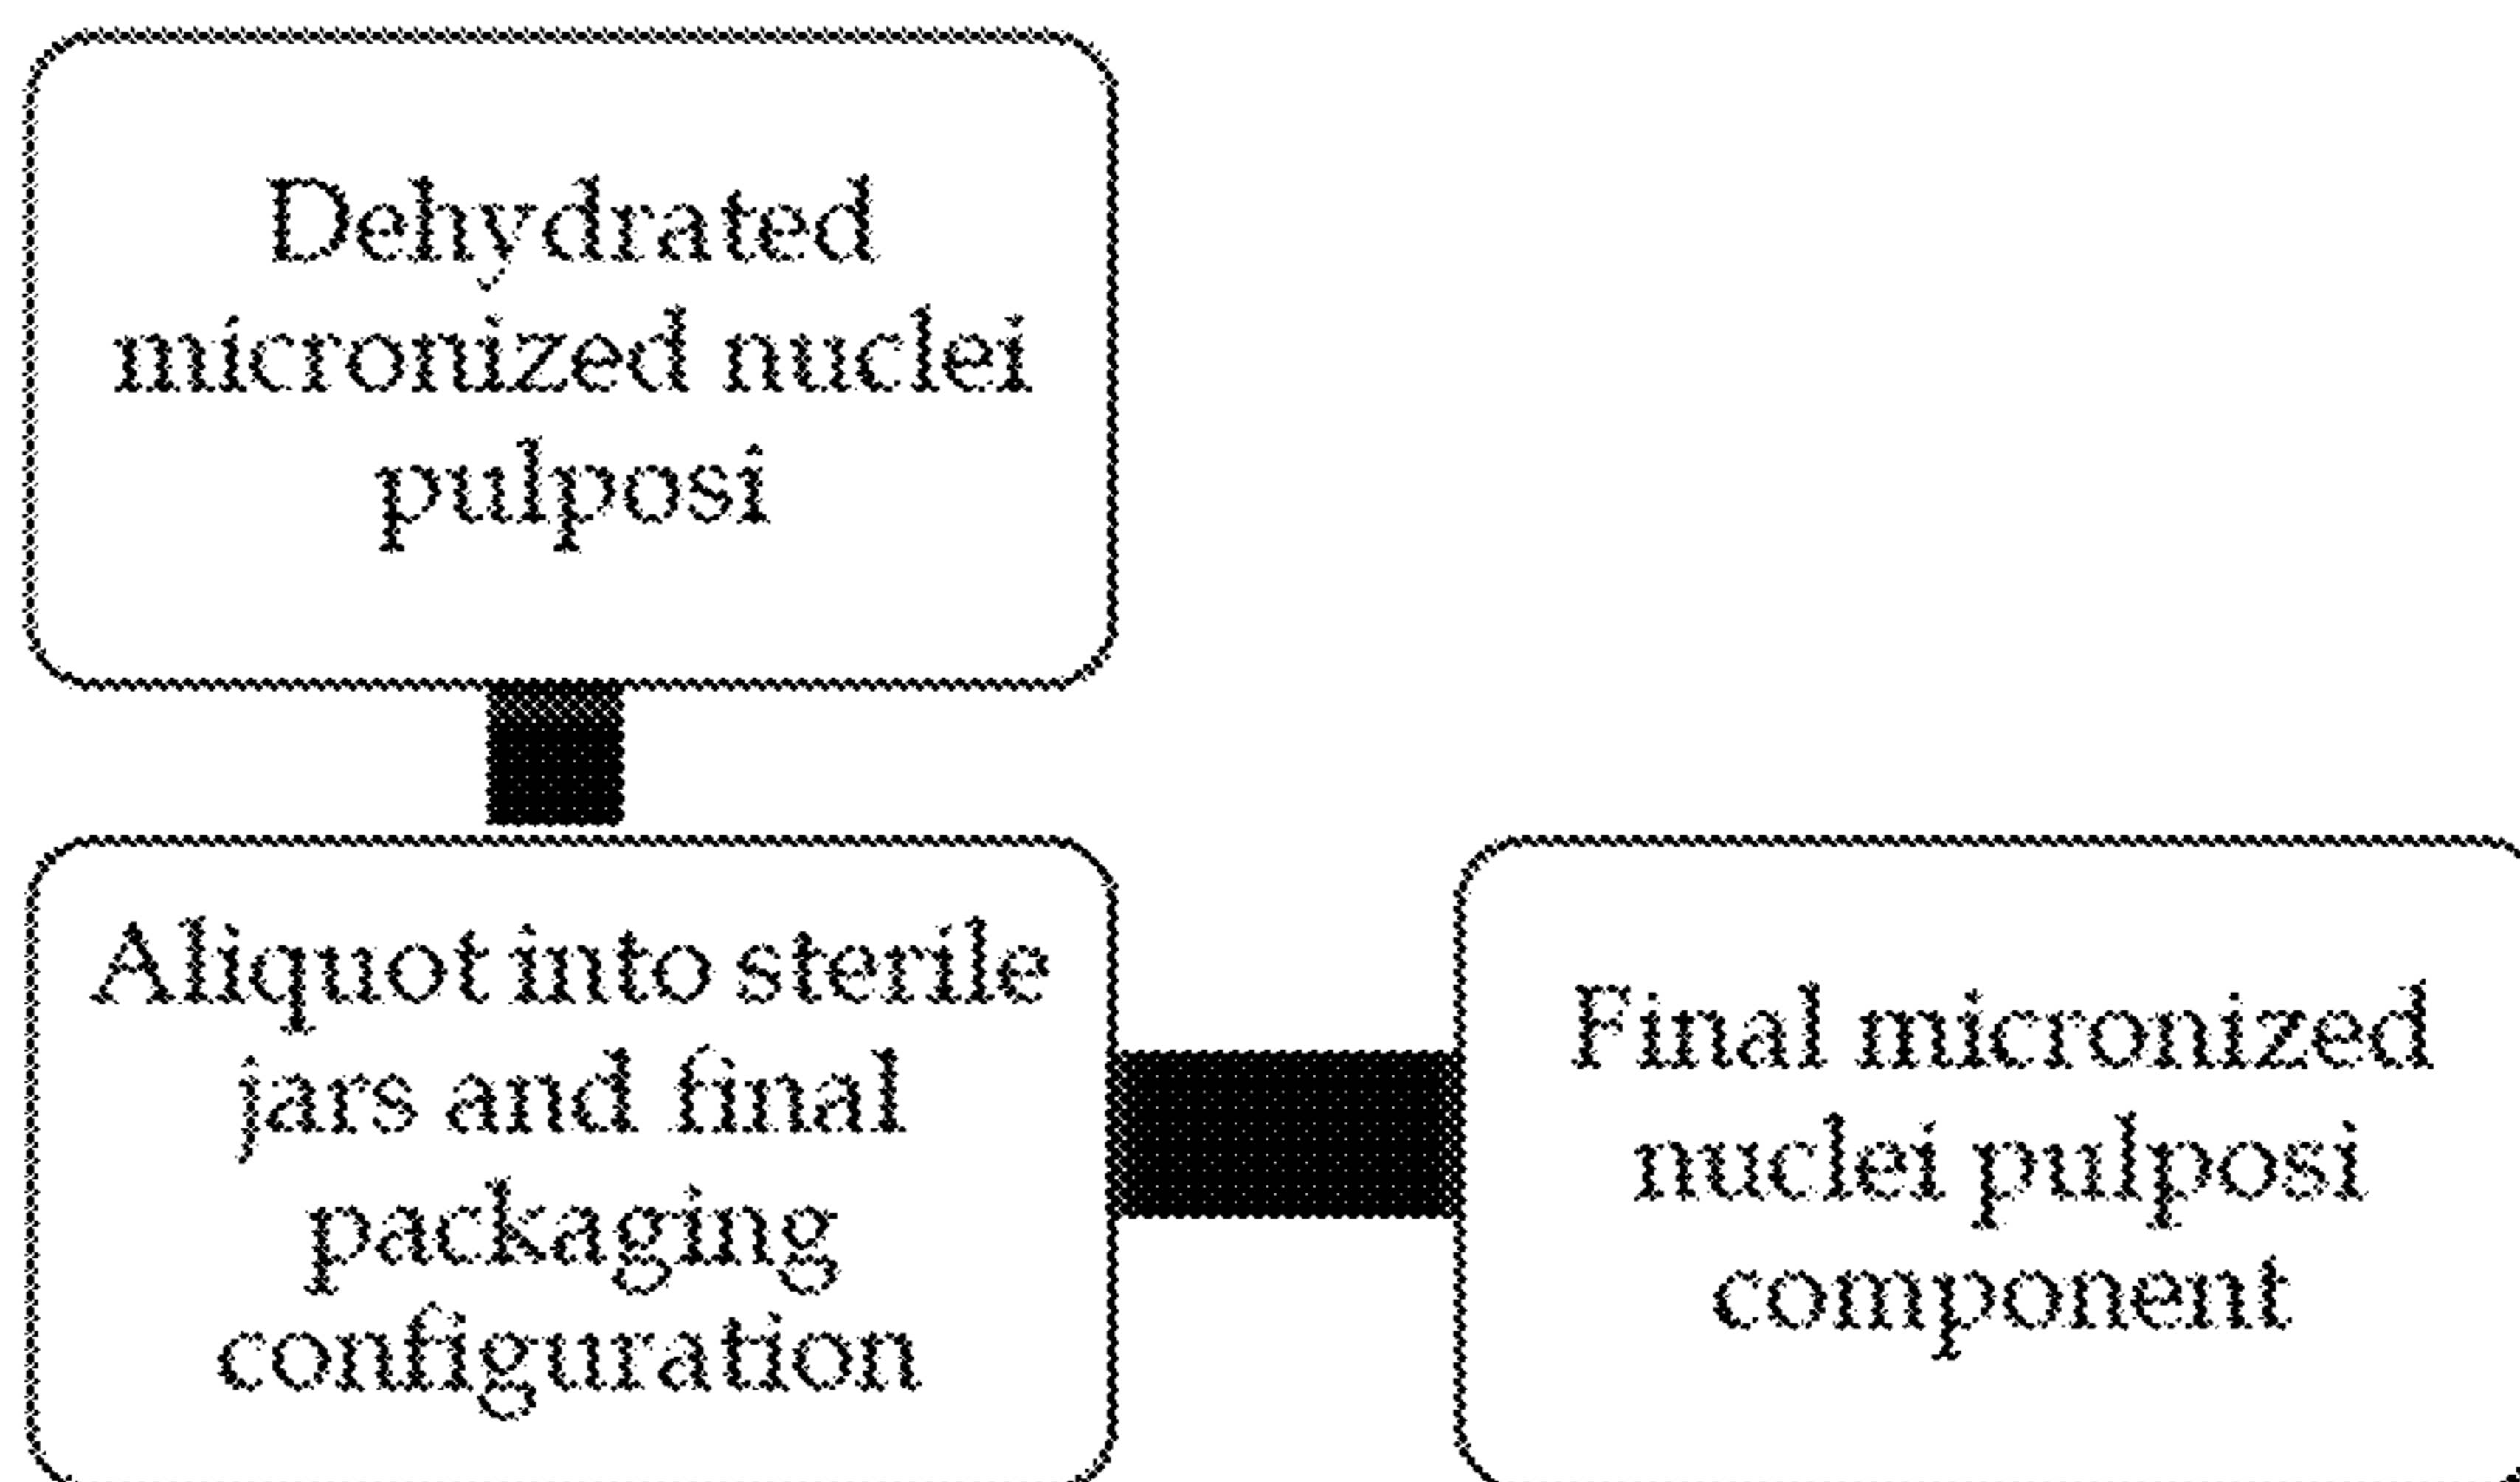 Dehydrated
micronized nuclei
pulposi
Aliquot into sterile
jars and final
packaging
configuration
Final micronized
nuclei pulposi
component